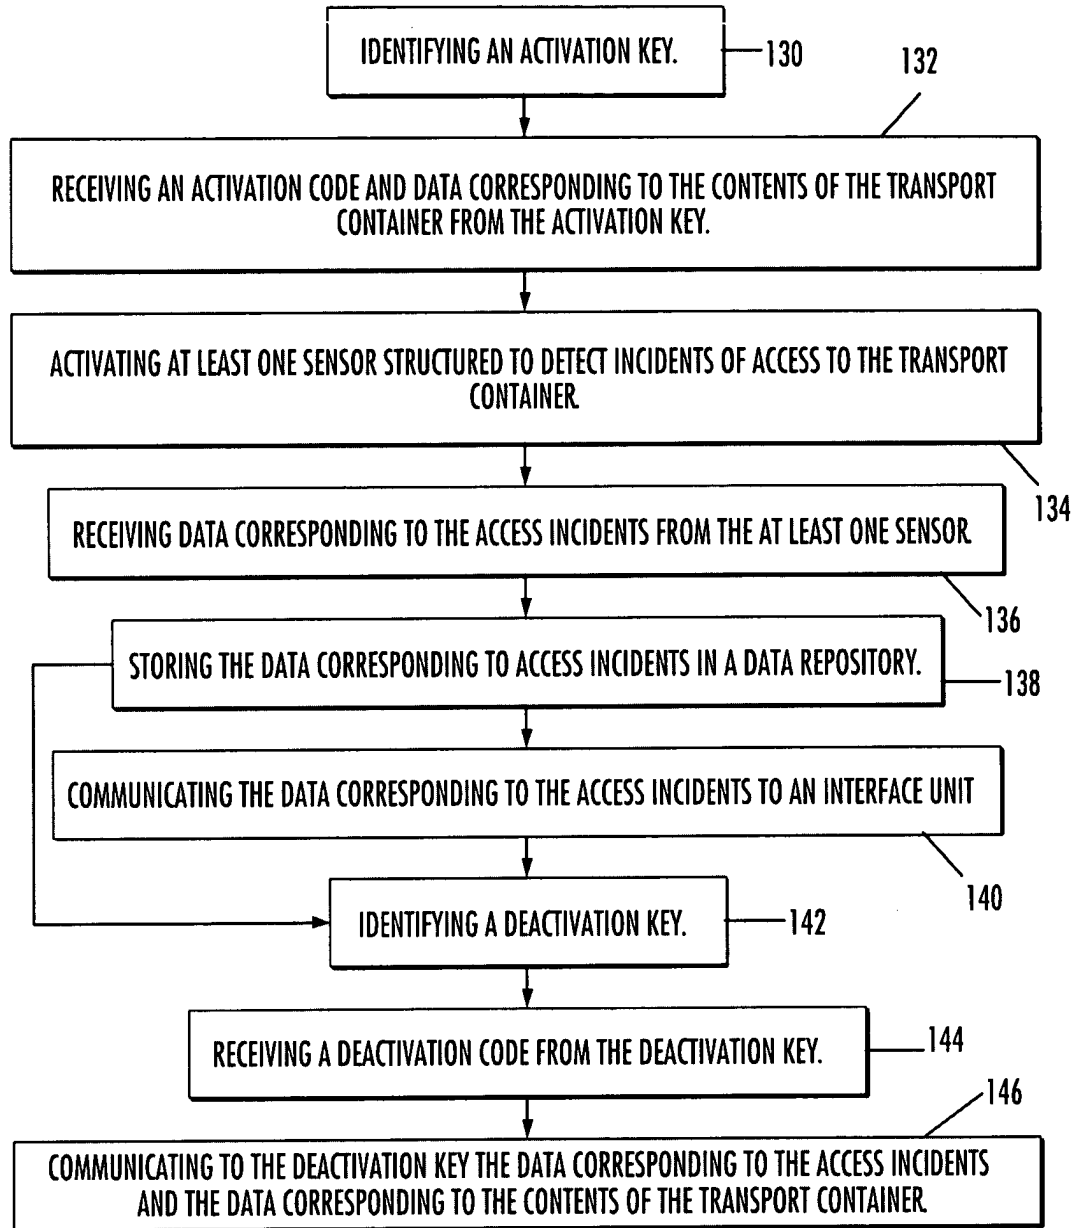 IDENTIFYING AN ACTIVATION KEY.
130
132
RECEIVING AN ACTIVATION CODE AND DATA CORRESPONDING TO THE CONTENTS OF THE TRANSPORT
CONTAINER FROM THE ACTIVATION KEY.
ACTIVATING AT LEAST ONE SENSOR STRUCTURED TO DETECT INCIDENTS OF ACCESS TO THE TRANSPORT
CONTAINER.
134
RECEIVING DATA CORRESPONDING TO THE ACCESS INCIDENTS FROM THE AT LEAST ONE SENSOR.
136
STORING THE DATA CORRESPONDING TO ACCESS INCIDENTS IN A DATA REPOSITORY.
138
COMMUNICATING THE DATA CORRESPONDING TO THE ACCESS INCIDENTS TO AN INTERFACE UNIT
140
IDENTIFYING A DEACTIVATION KEY.
142
RECEIVING A DEACTIVATION CODE FROM THE DEACTIVATION KEY.
144
146
COMMUNICATING TO THE DEACTIVATION KEY THE DATA CORRESPONDING TO THE ACCESS INCIDENTS
AND THE DATA CORRESPONDING TO THE CONTENTS OF THE TRANSPORT CONTAINER.